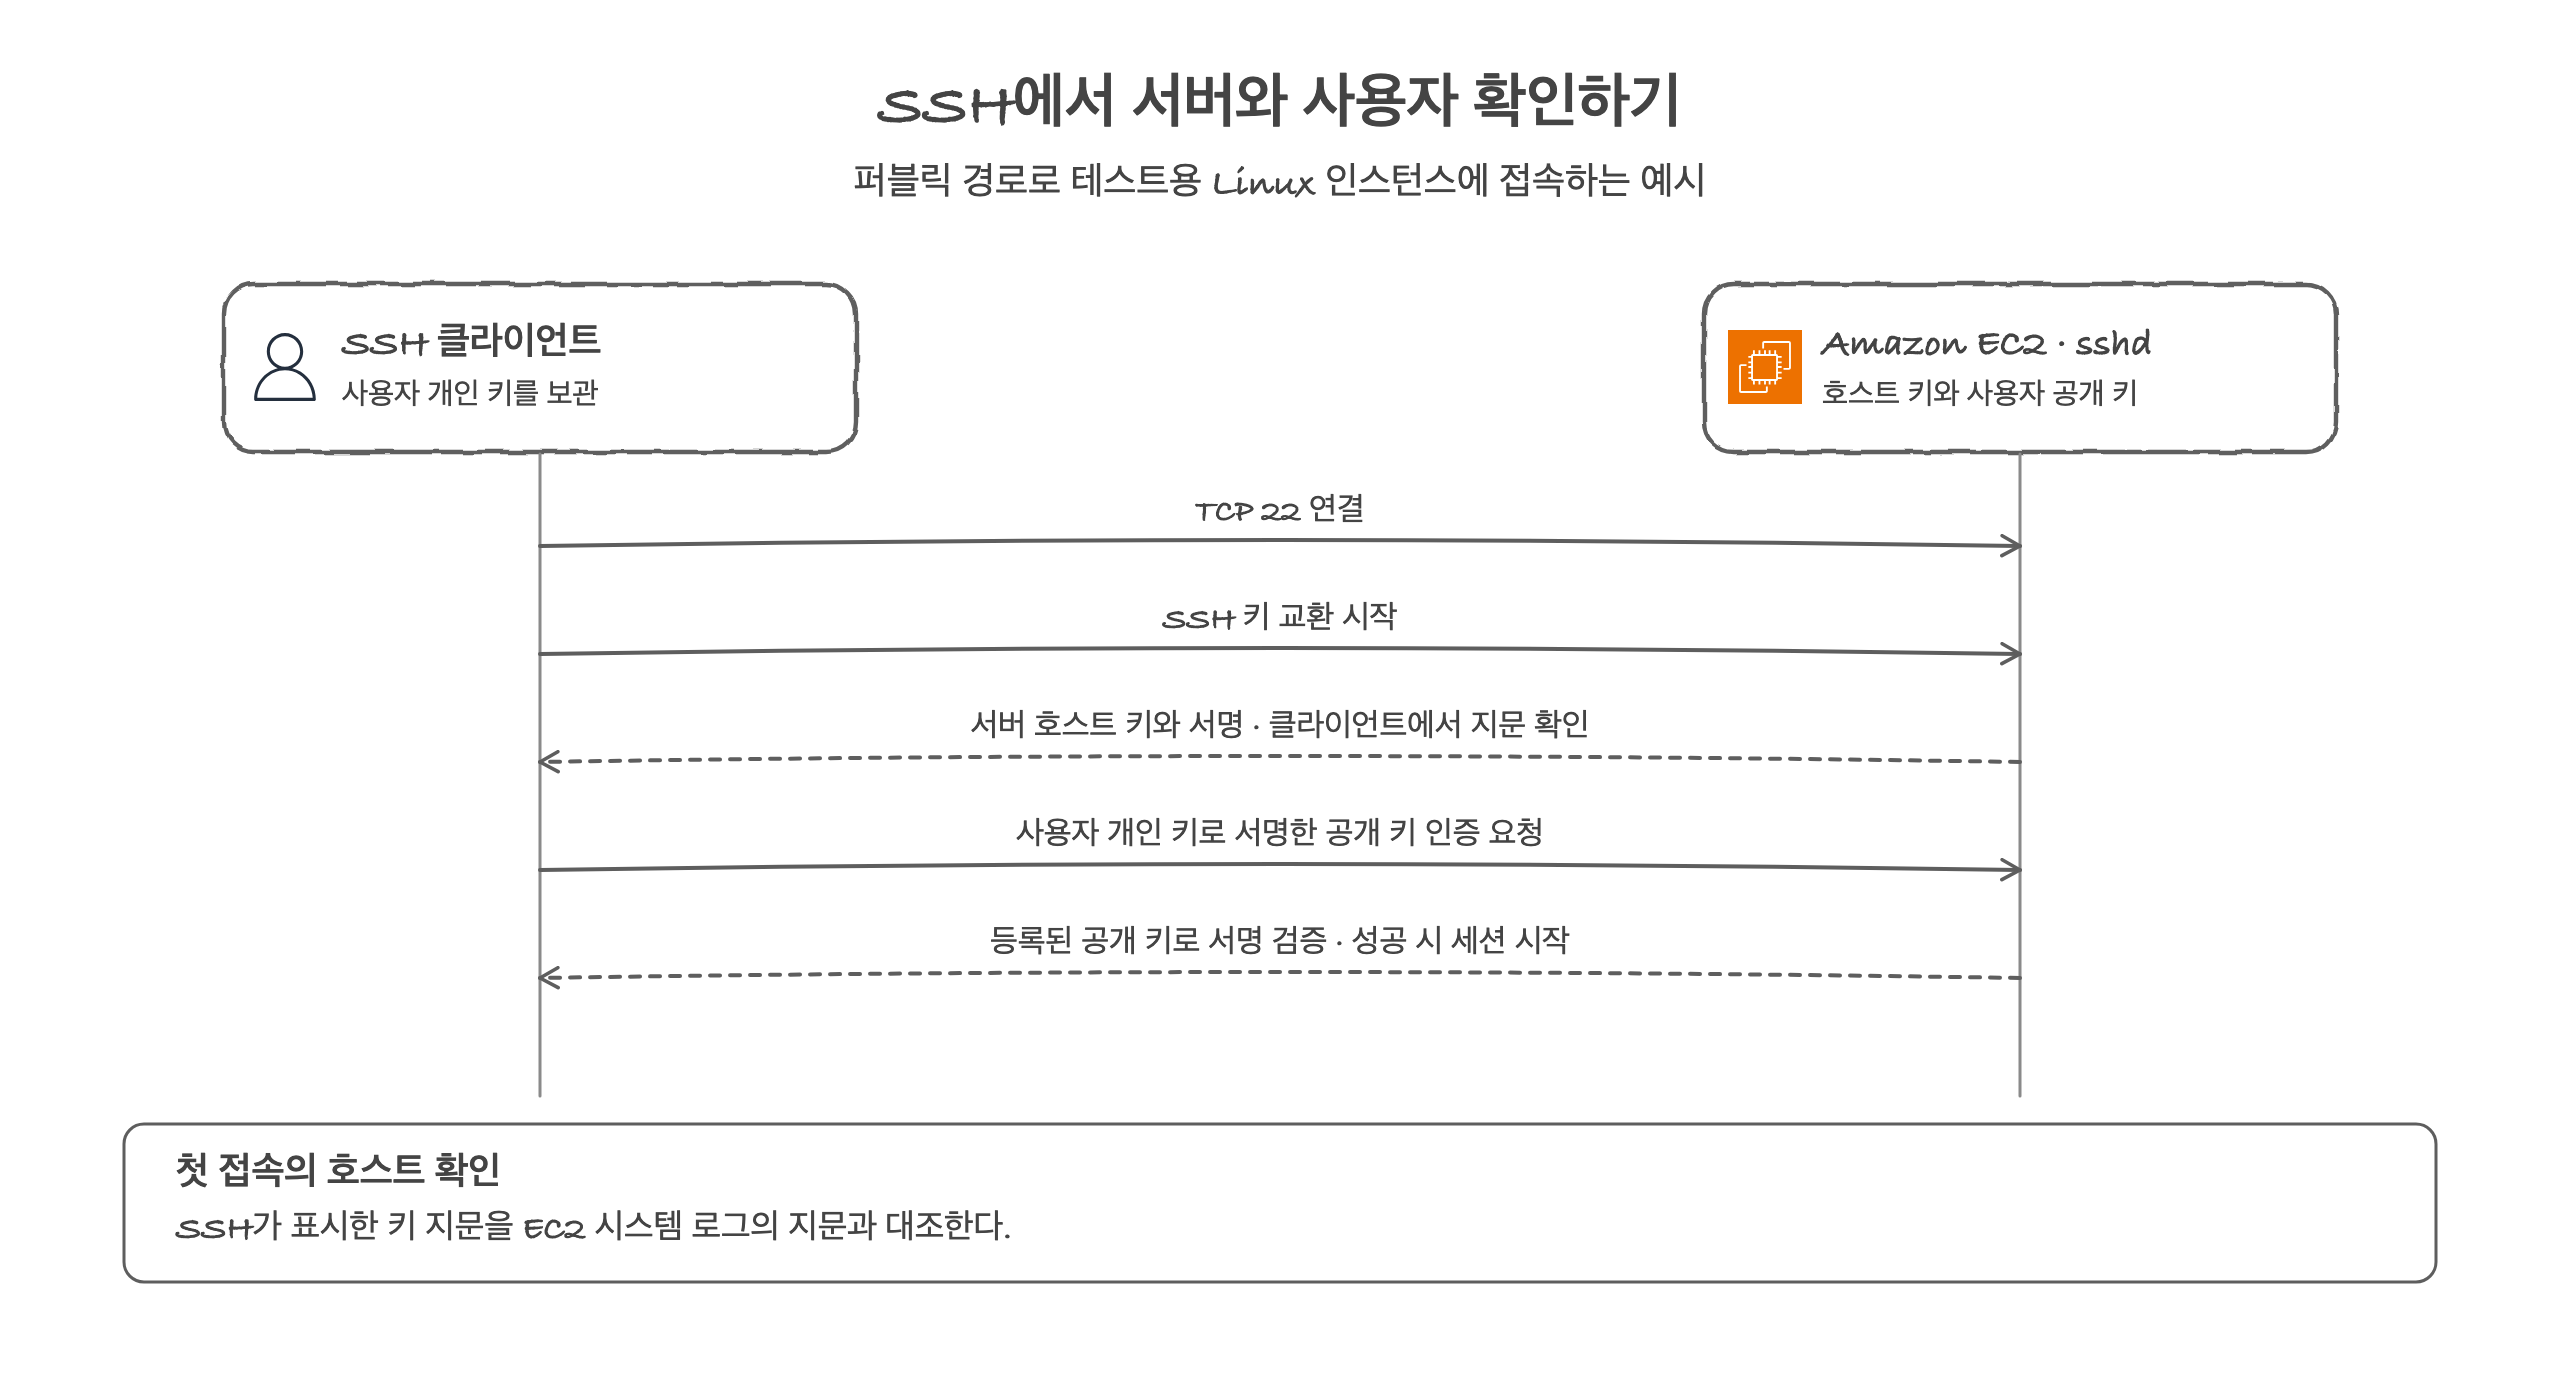 SSH에서 서버와 사용자 확인하기
퍼블릭 경로로 테스트용 Linux 인스턴스에 접속하는 예시
SSH 클라이언트
사용자 개인 키를 보관
Amazon EC2 · sshd
호스트 키와 사용자 공개 키
TCP 22 연결
SSH 키 교환 시작
서버 호스트 키와 서명 · 클라이언트에서 지문 확인
사용자 개인 키로 서명한 공개 키 인증 요청
등록된 공개 키로 서명 검증 · 성공 시 세션 시작
첫 접속의 호스트 확인
SSH가 표시한 키 지문을 EC2 시스템 로그의 지문과 대조한다.